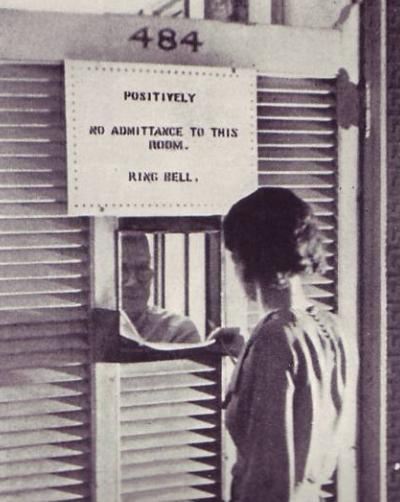 484
POSITIVELY
NO ADMITTANCE TO THIS
ROOM.
RING BELL.